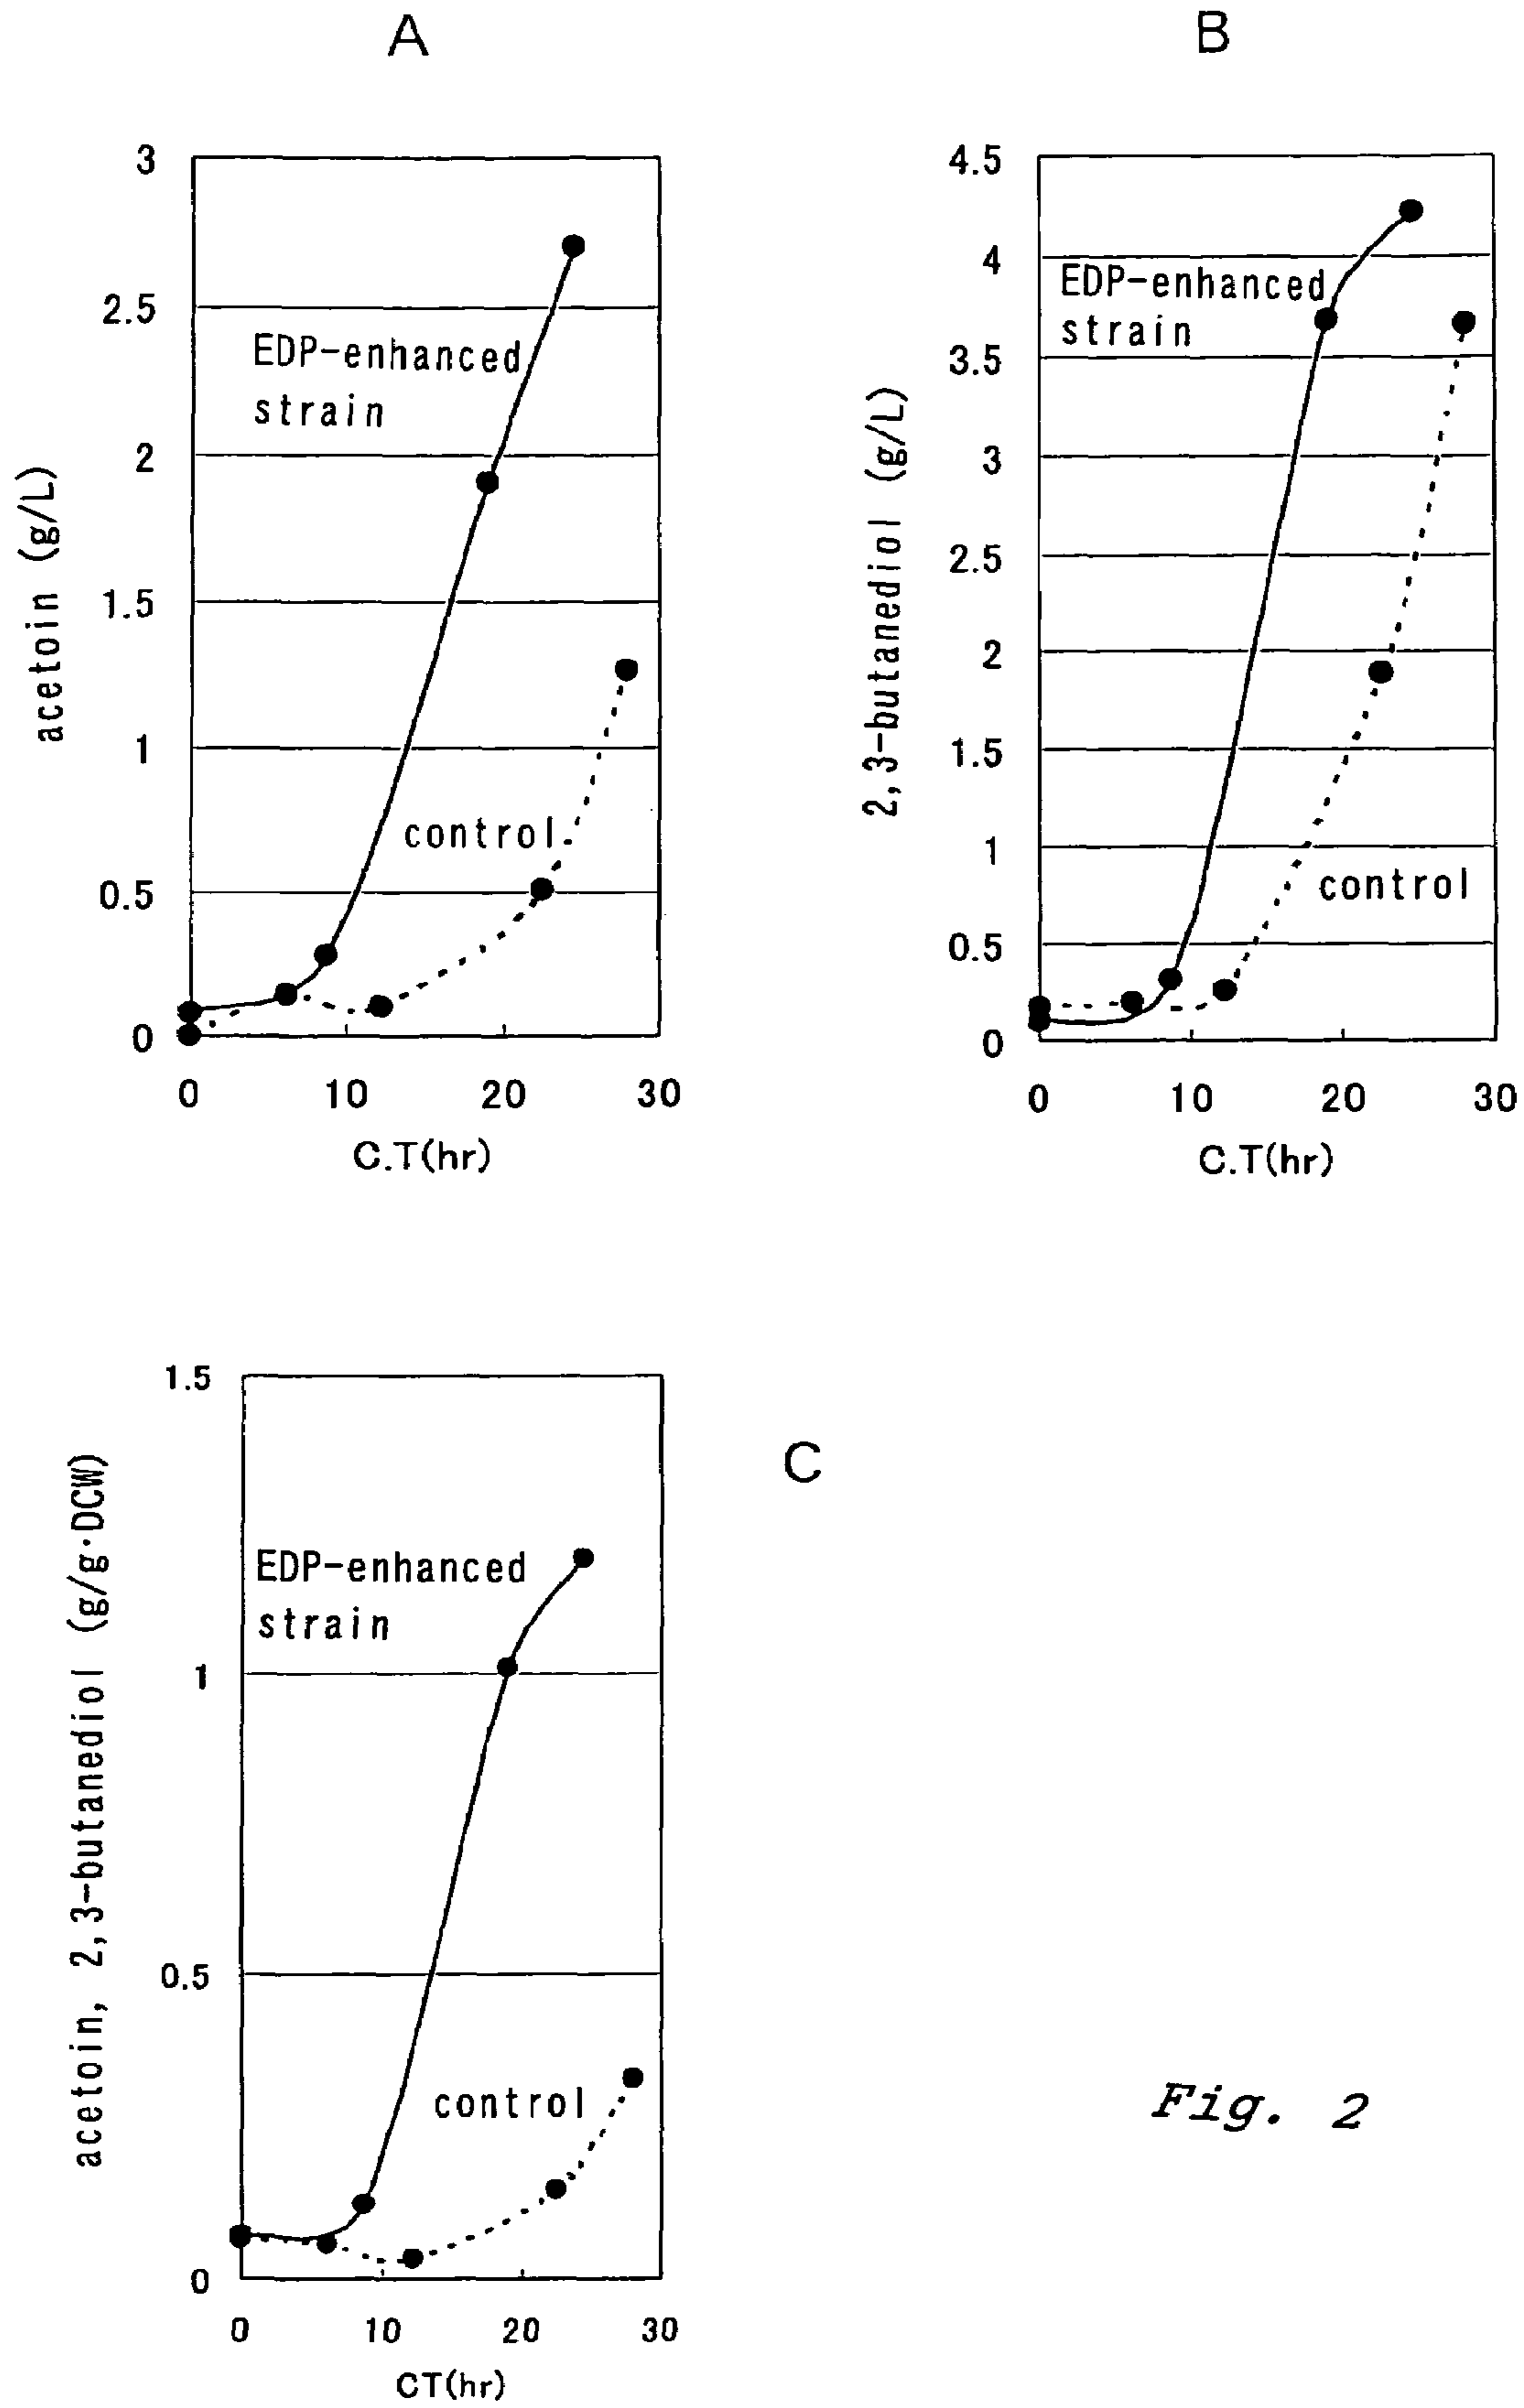 A
3
2.5
2
1.5
1
0.5
0
acetoin (g/L)
EDP-enhanced
strain
control
0 10 20 30
C.T(hr)
B
4.5
4
3.5
3
2.5
2
1.5
1
0.5
0
2,3-butanediol (g/L)
EDP-enhanced
strain
control
0 10 20 30
C.T(hr)
C
1.5
1
0.5
0
acetoin, 2,3-butanediol (g/g·DCW)
EDP-enhanced
strain
control
0 10 20 30
CT(hr)
Fig. 2